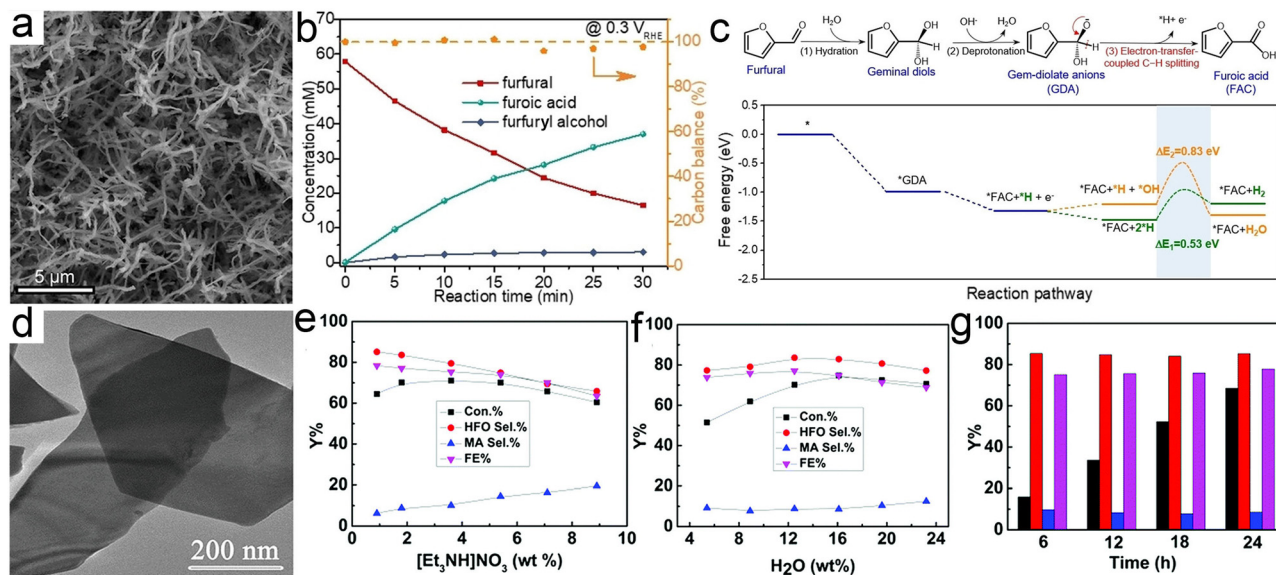 a
5 µm
b
@ 0.3 V_RHE
furfural
furoic acid
furfuryl alcohol
Concentration (mM)
70
60
50
40
30
20
10
0
Carbon balance (%)
120
100
80
60
40
20
0
0 5 10 15 20 25 30
Reaction time (min)
c
O
O
H₂O
(1) Hydration
O
OH
H
OH
OH⁻
H₂O
(2) Deprotonation
O
O
H
OH
*H+ e⁻
(3) Electron-transfer-
coupled C−H splitting
O
O
OH
Furfural
Geminal diols
Gem-diolate anions
(GDA)
Furoic acid
(FAC)
Free energy (eV)
0.5
0.0
-0.5
-1.0
-1.5
-2.0
-2.5
*
*GDA
*FAC+*H + e⁻
*FAC+*H + *OH
*FAC+2*H
ΔE₂=0.83 eV
ΔE₁=0.53 eV
*FAC+H₂
*FAC+H₂O
Reaction pathway
d
200 nm
e
Y%
100
80
60
40
20
0
Con.%
HFO Sel.%
MA Sel.%
FE%
0 2 4 6 8 10
[Et₃NH]NO₃ (wt %)
f
Y%
100
80
60
40
20
0
Con.%
HFO Sel.%
MA Sel.%
FE%
4 8 12 16 20 24
H₂O (wt%)
g
Y%
100
80
60
40
20
0
6 12 18 24
Time (h)